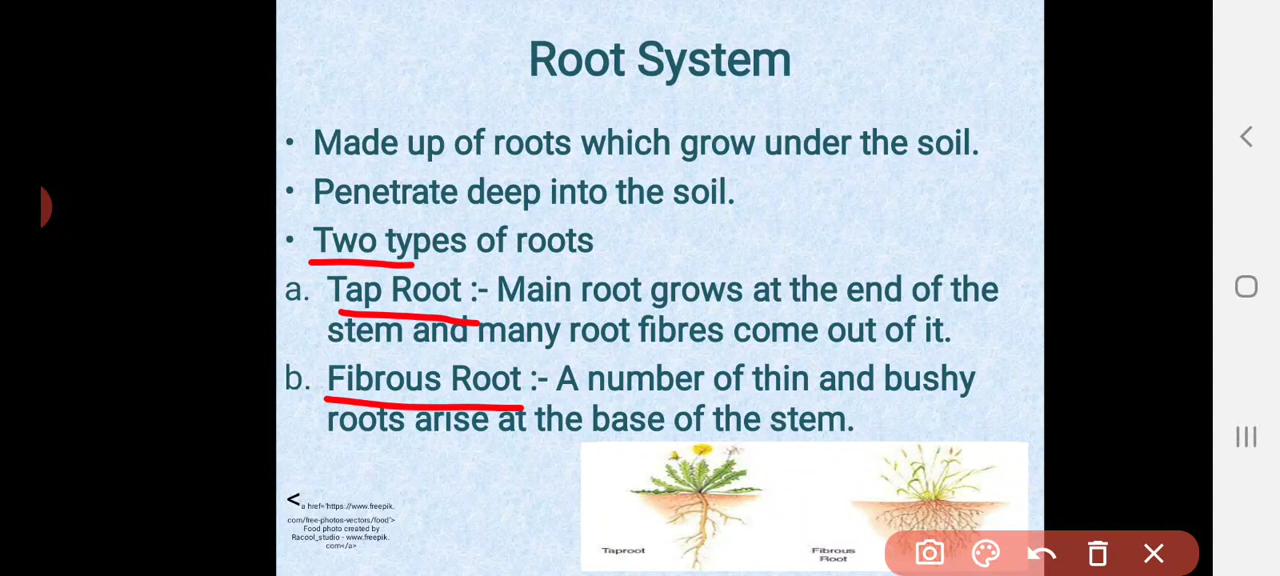 Root System
• Made up of roots which grow under the soil.
• Penetrate deep into the soil.
• Two types of roots
a. Tap Root :- Main root grows at the end of the
stem and many root fibres come out of it.
b. Fibrous Root :- A number of thin and bushy
roots arise at the base of the stem.
<a href='https://www.freepik.
com/free-photos-vectors/food'>
Food photo created by
Racool_studio - www.freepik.
com</a>
Taproot
Fibrous
Root